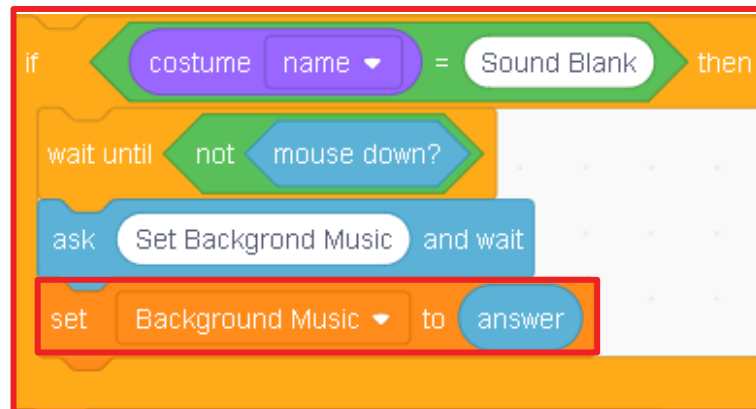 if costume name = Sound Blank then
wait until not mouse down?
ask Set Backgrond Music and wait
set Background Music to answer